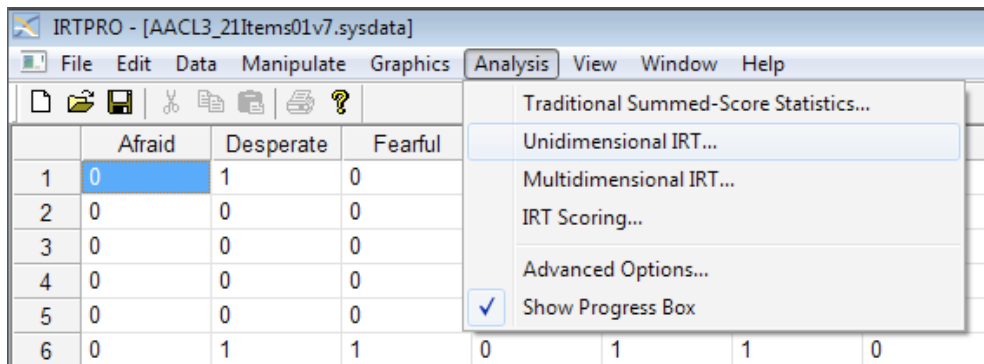 IRTPRO - [AACL3_21Items01v7.sysdata]
File Edit Data Manipulate Graphics Analysis View Window Help
Traditional Summed-Score Statistics...
Unidimensional IRT...
Multidimensional IRT...
IRT Scoring...
Advanced Options...
Show Progress Box
Afraid Desperate Fearful
1 0 1 0
2 0 0 0
3 0 0 0
4 0 0 0
5 0 0 0
6 0 1 1 0 1 1 0